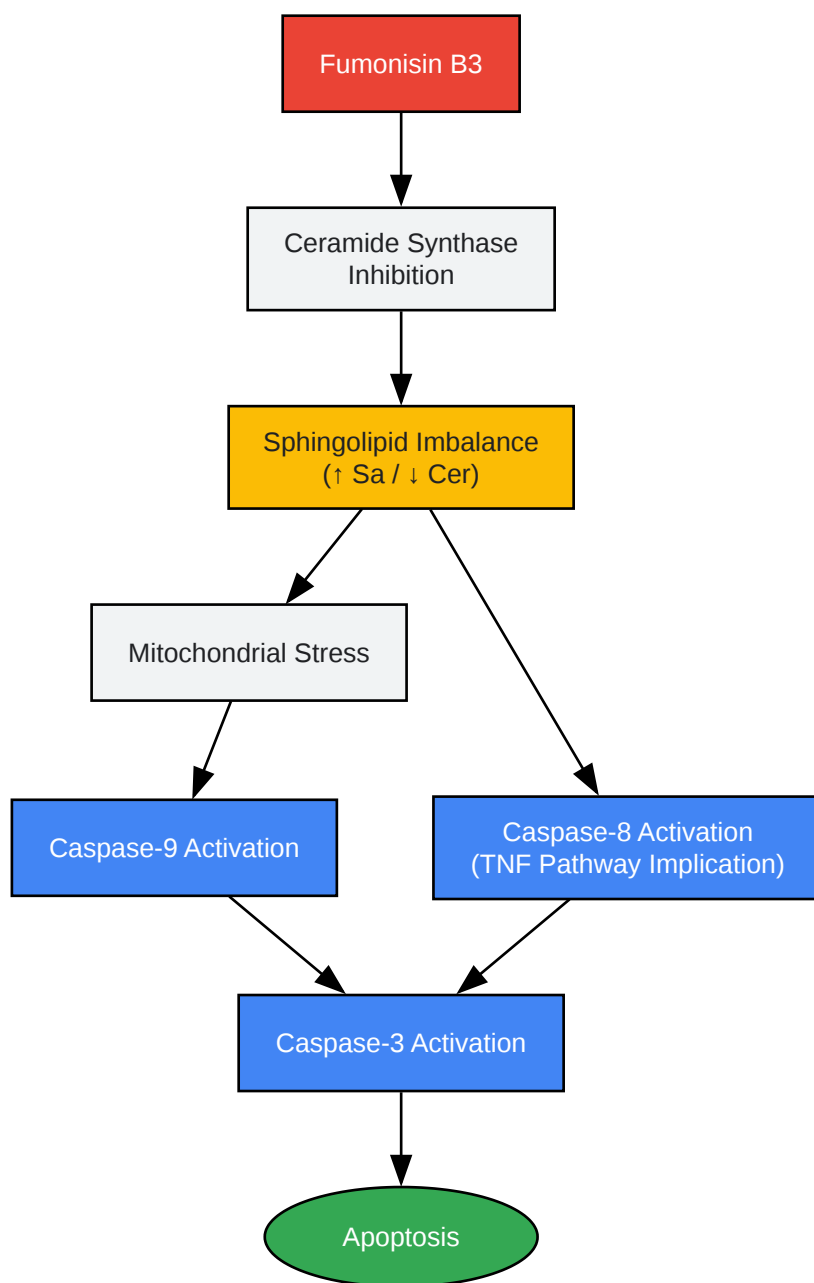 Fumonisin B3
Ceramide Synthase
Inhibition
Sphingolipid Imbalance
(↑ Sa / ↓ Cer)
Mitochondrial Stress
Caspase-9 Activation
Caspase-8 Activation
(TNF Pathway Implication)
Caspase-3 Activation
Apoptosis